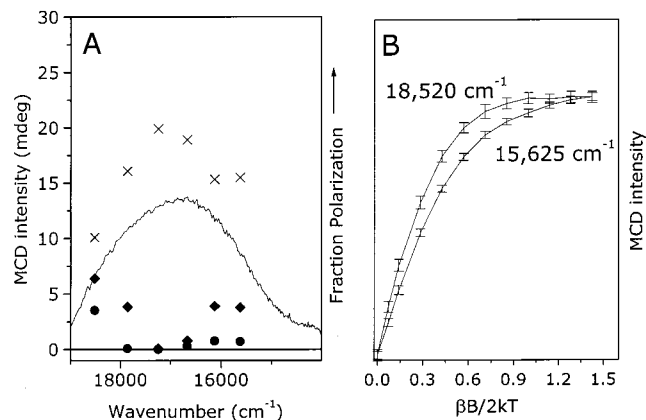 A
MCD intensity (mdeg)
30
25
20
15
10
5
0
18000
16000
Wavenumber (cm⁻¹)
Fraction Polarization
B
18,520 cm⁻¹
15,625 cm⁻¹
MCD intensity
0.0
0.3
0.6
0.9
1.2
1.5
βB/2kT